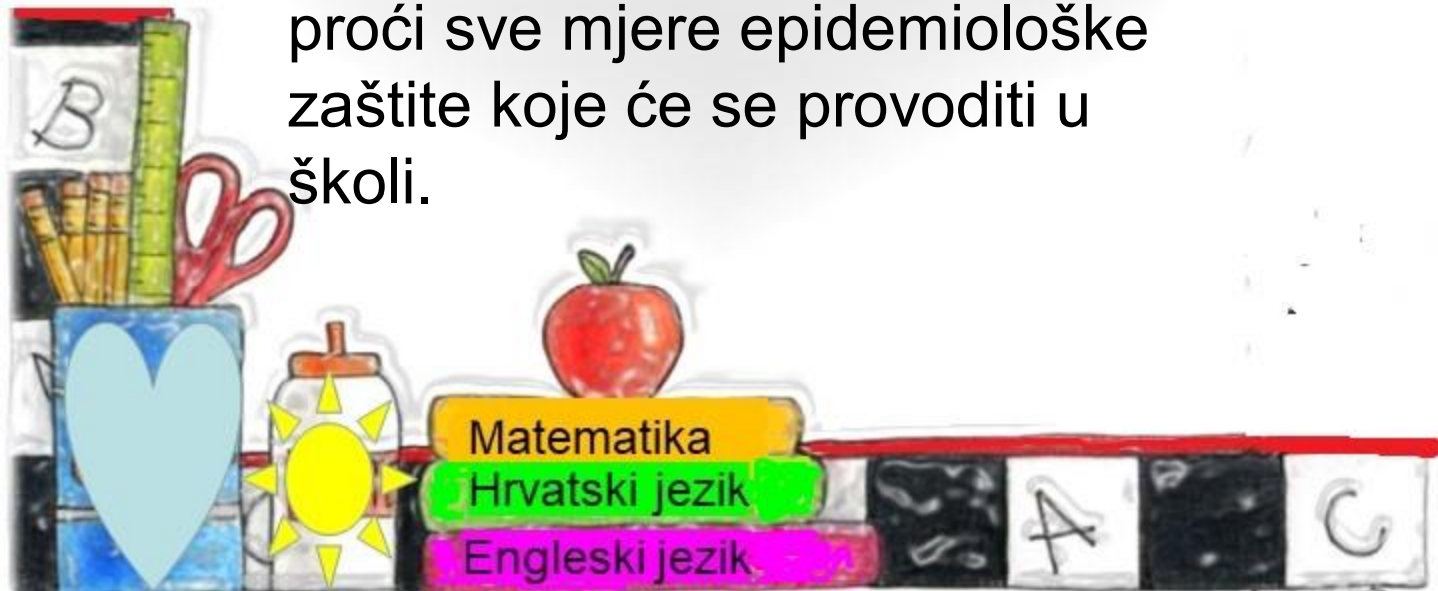 proći sve mjere epidemiološke
zaštite koje će se provoditi u
školi.
B
Matematika
Hrvatski jezik
Engleski jezik
A
C